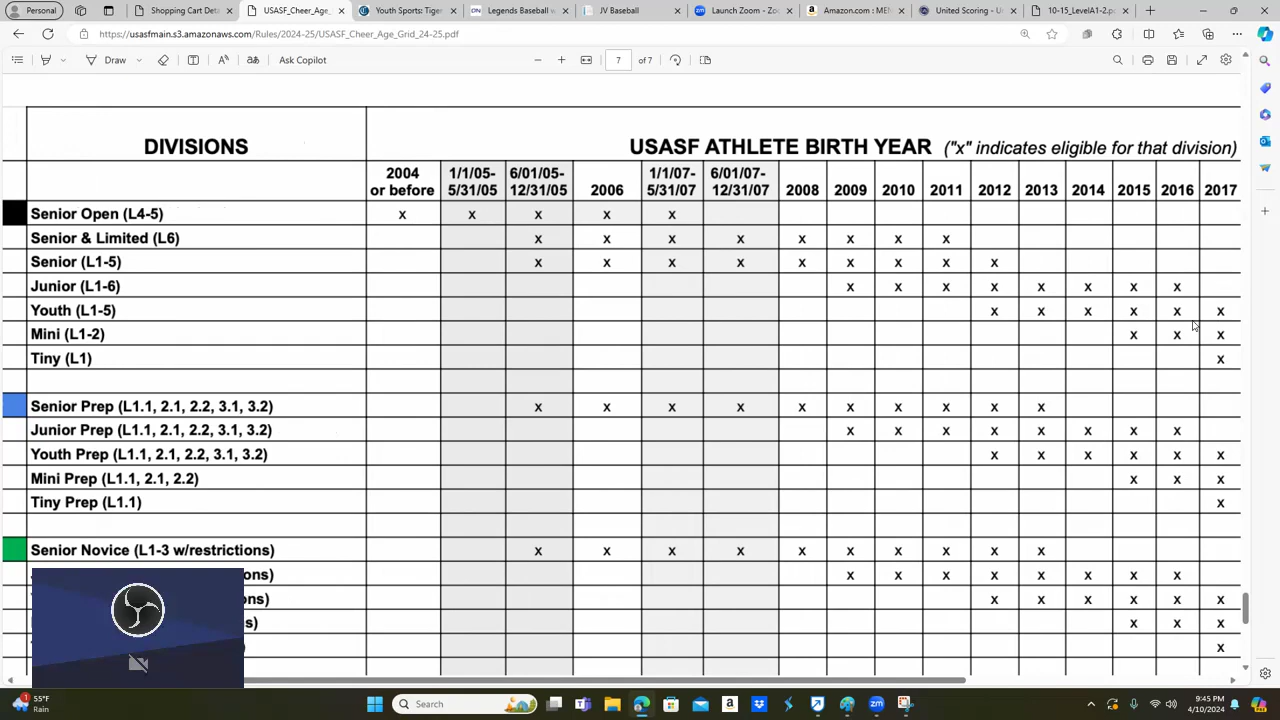 Shopping Cart Det
USASF_Cheer_Age_
Youth Sports: Tiger
Legends Baseball v
JV Baseball
Launch Zoom - Zoo
Amazon.com : MEN
United Scoring - Un
10-15_LevelA1-2.pd
https://usasfmain.s3.amazonaws.com/Rules/2024-25/USASF_Cheer_Age_Grid_24-25.pdf
Draw Ask Copilot 7 of 7
DIVISIONS USASF ATHLETE BIRTH YEAR ("x" indicates eligible for that division)
2004 1/1/05- 6/01/05- 1/1/07- 6/01/07-
or before 5/31/05 12/31/05 2006 5/31/07 12/31/07 2008 2009 2010 2011 2012 2013 2014 2015 2016 2017
Senior Open (L4-5) x x x x x
Senior & Limited (L6) x x x x x x x x
Senior (L1-5) x x x x x x x x x
Junior (L1-6) x x x x x x x x
Youth (L1-5) x x x x x x
Mini (L1-2) x x x
Tiny (L1) x
Senior Prep (L1.1, 2.1, 2.2, 3.1, 3.2) x x x x x x x x x x
Junior Prep (L1.1, 2.1, 2.2, 3.1, 3.2) x x x x x x x x
Youth Prep (L1.1, 2.1, 2.2, 3.1, 3.2) x x x x x x
Mini Prep (L1.1, 2.1, 2.2) x x x
Tiny Prep (L1.1) x
Senior Novice (L1-3 w/restrictions) x x x x x x x x x x
ons) x x x x x x x x
ons) x x x x x x
s) x x x
x
1 55°F
Search
9:45 PM
4/10/2024